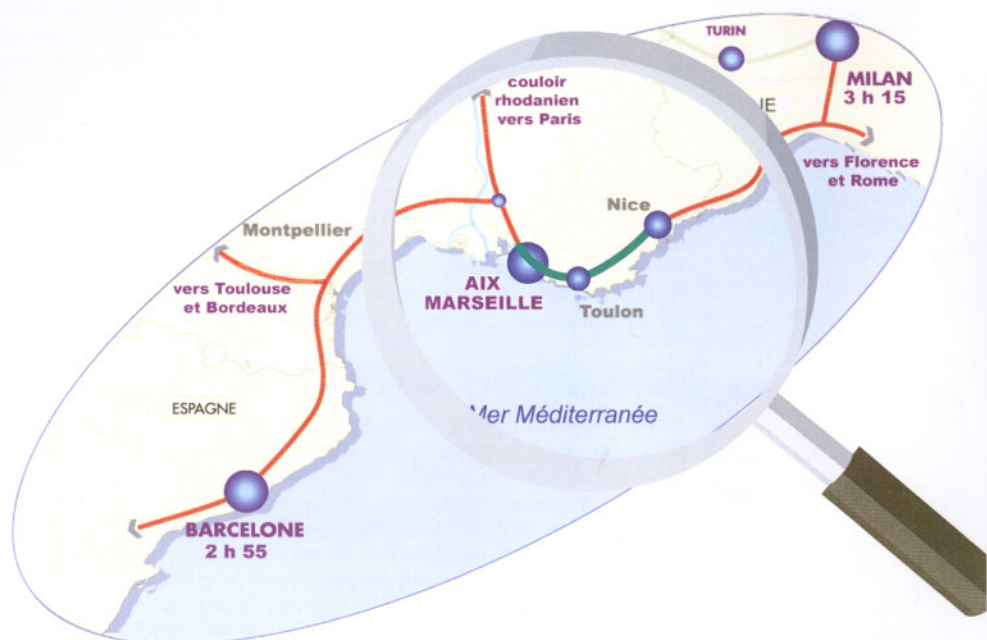 TURIN
MILAN
3 h 15
couloir
rhodanien
vers Paris
vers Florence
et Rome
Nice
Montpellier
vers Toulouse
et Bordeaux
AIX
MARSEILLE
Toulon
ESPAGNE
Mer Méditerranée
BARCELONE
2 h 55